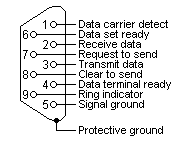 1 Data carrier detect
6 Data set ready
2 Receive data
7 Request to send
3 Transmit data
8 Clear to send
4 Data terminal ready
9 Ring indicator
5 Signal ground
Protective ground